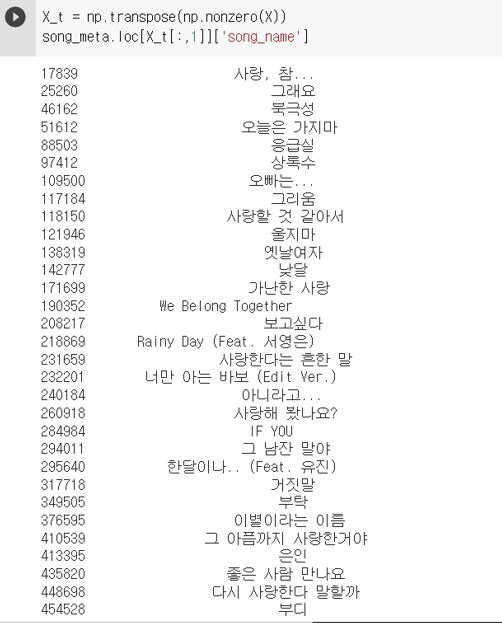 X_t = np.transpose(np.nonzero(X))
song_meta.loc[X_t[:,1]]['song_name']
17839 사랑, 참...
25260 그래요
46162 북극성
51612 오늘은 가지마
88503 응급실
97412 상록수
109500 오빠는...
117184 그리움
118150 사랑할 것 같아서
121946 울지마
138319 옛날여자
142777 낮달
171699 가난한 사랑
190352 We Belong Together
208217 보고싶다
218869 Rainy Day (Feat. 서영은)
231659 사랑한다는 흔한 말
232201 너만 아는 바보 (Edit Ver.)
240184 아니라고...
260918 사랑해 봤나요?
284984 IF YOU
294011 그 남잔 말야
295640 한달이나.. (Feat. 유진)
317718 거짓말
349505 부탁
376595 이별이라는 이름
410539 그 아픔까지 사랑한거야
413395 은인
435820 좋은 사람 만나요
448698 다시 사랑한다 말할까
454528 부디